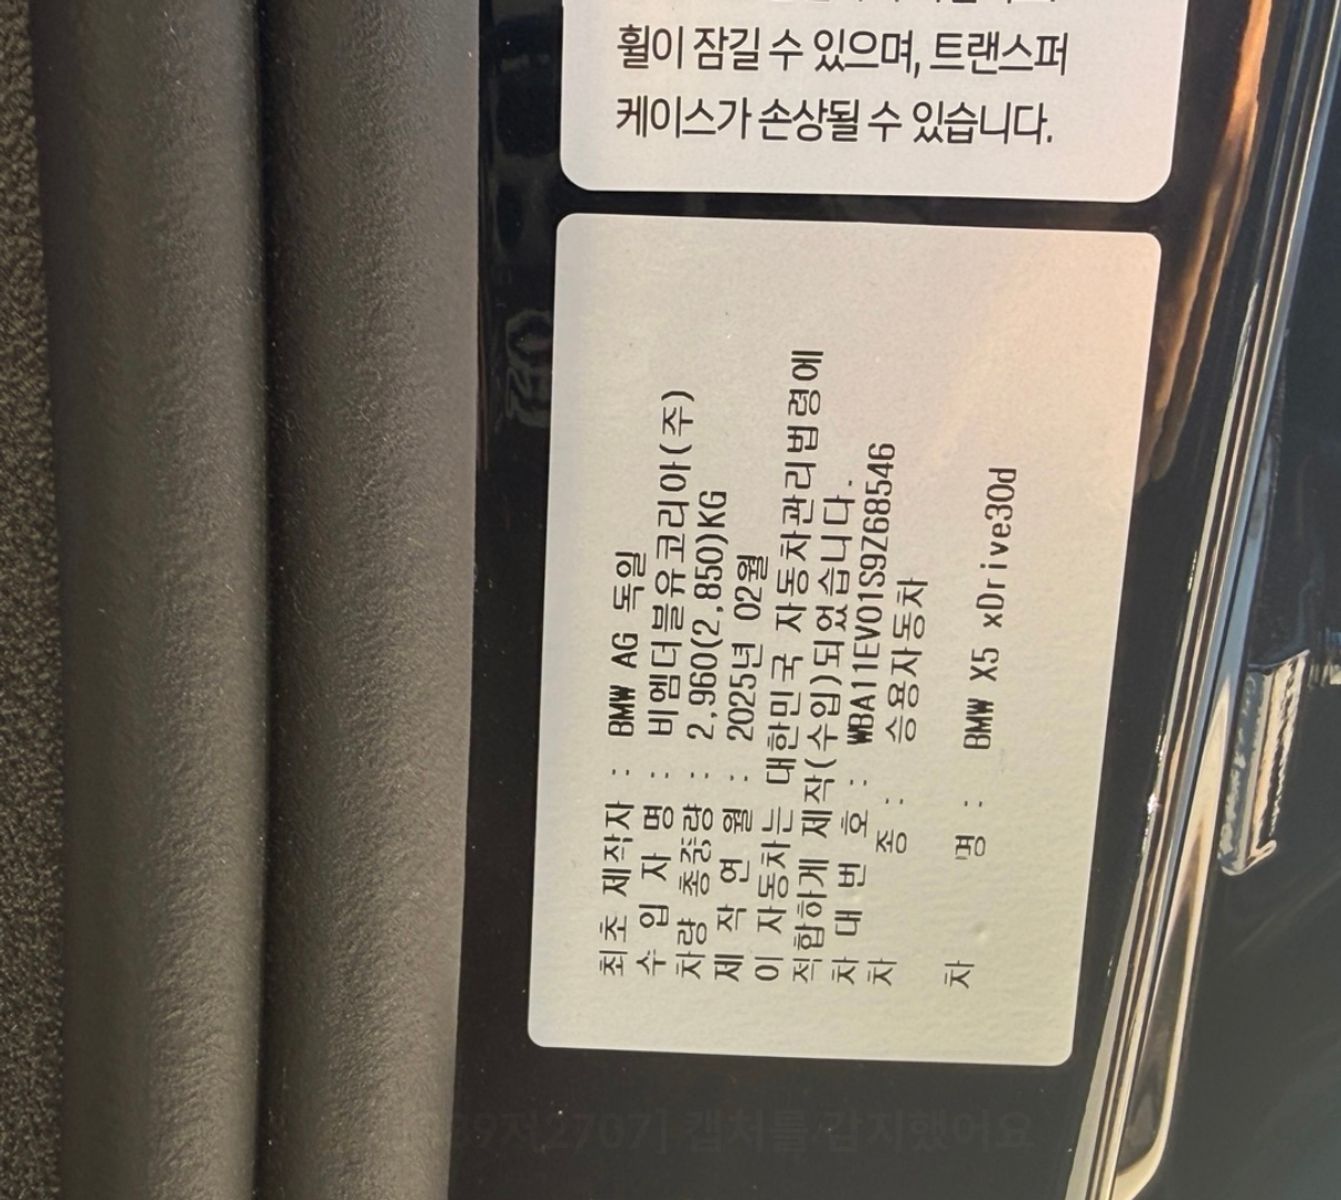 휠이 잠길 수 있으며, 트랜스퍼
케이스가 손상될 수 있습니다.
최초 제작자 : BMW AG 독일
수 입 자 명 : 비엠더블유코리아(주)
차량 총중량 : 2,960(2,850)KG
제 작 연 월 : 2025년 02월
이 자동차는 대한민국 자동차관리법령에
적합하게 제작(수입)되었습니다.
차 대 번 호 : WBA11EV01S9Z68546
차 종 : 승용자동차
차 명 : BMW X5 xDrive30d
캡처를 감지했어요